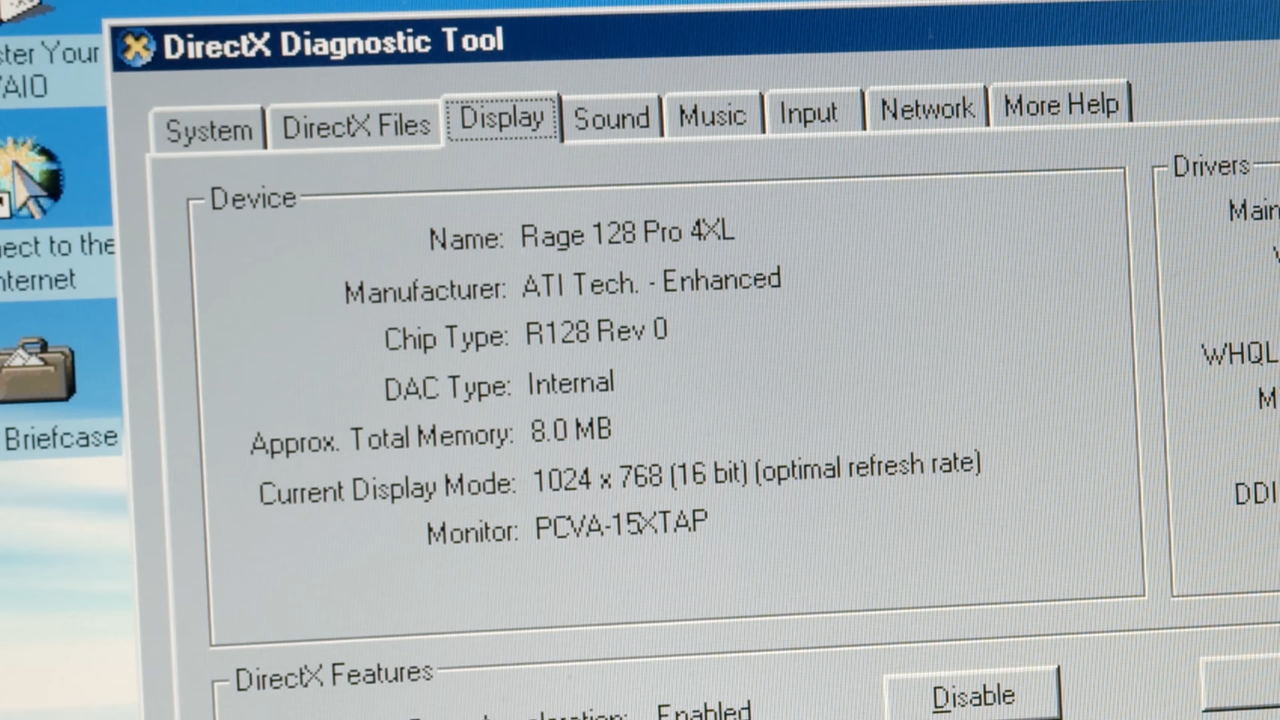 DirectX Diagnostic Tool
ster Your
VAIO
System DirectX Files Display Sound Music Input Network More Help
Device
Drivers
Name: Rage 128 Pro 4XL
Main
Manufacturer: ATI Tech. - Enhanced
Chip Type: R128 Rev 0
WHQL
DAC Type: Internal
M
Approx. Total Memory: 8.0 MB
Current Display Mode: 1024 x 768 (16 bit) (optimal refresh rate)
DDI
Monitor: PCVA-15XTAP
nect to the
nternet
Briefcase
DirectX Features
Enabled
Disable